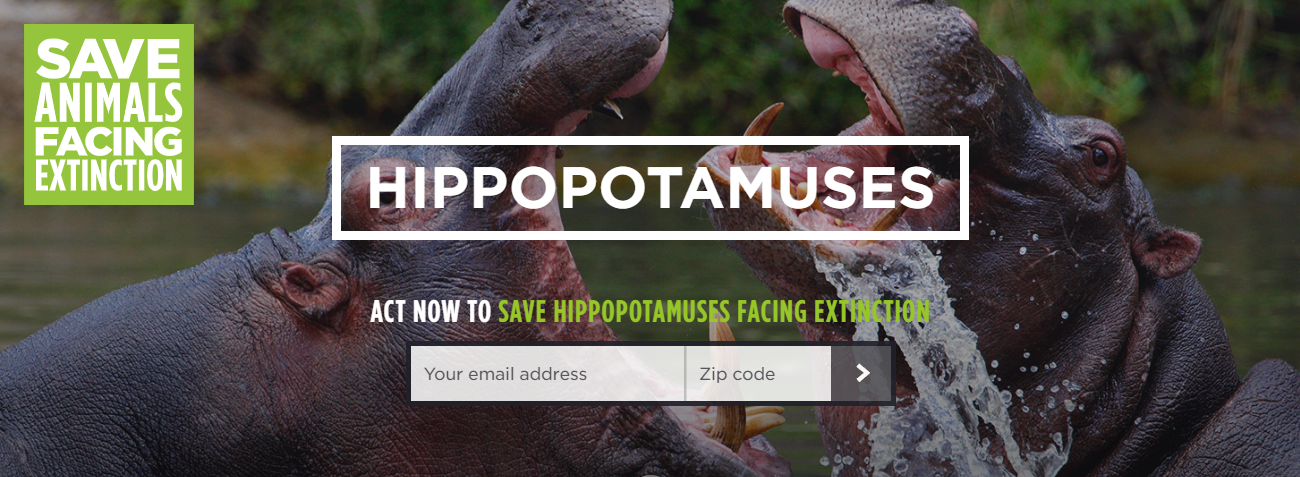 SAVE
ANIMALS
FACING
EXTINCTION
HIPPOPOTAMUSES
ACT NOW TO SAVE HIPPOPOTAMUSES FACING EXTINCTION
Your email address Zip code